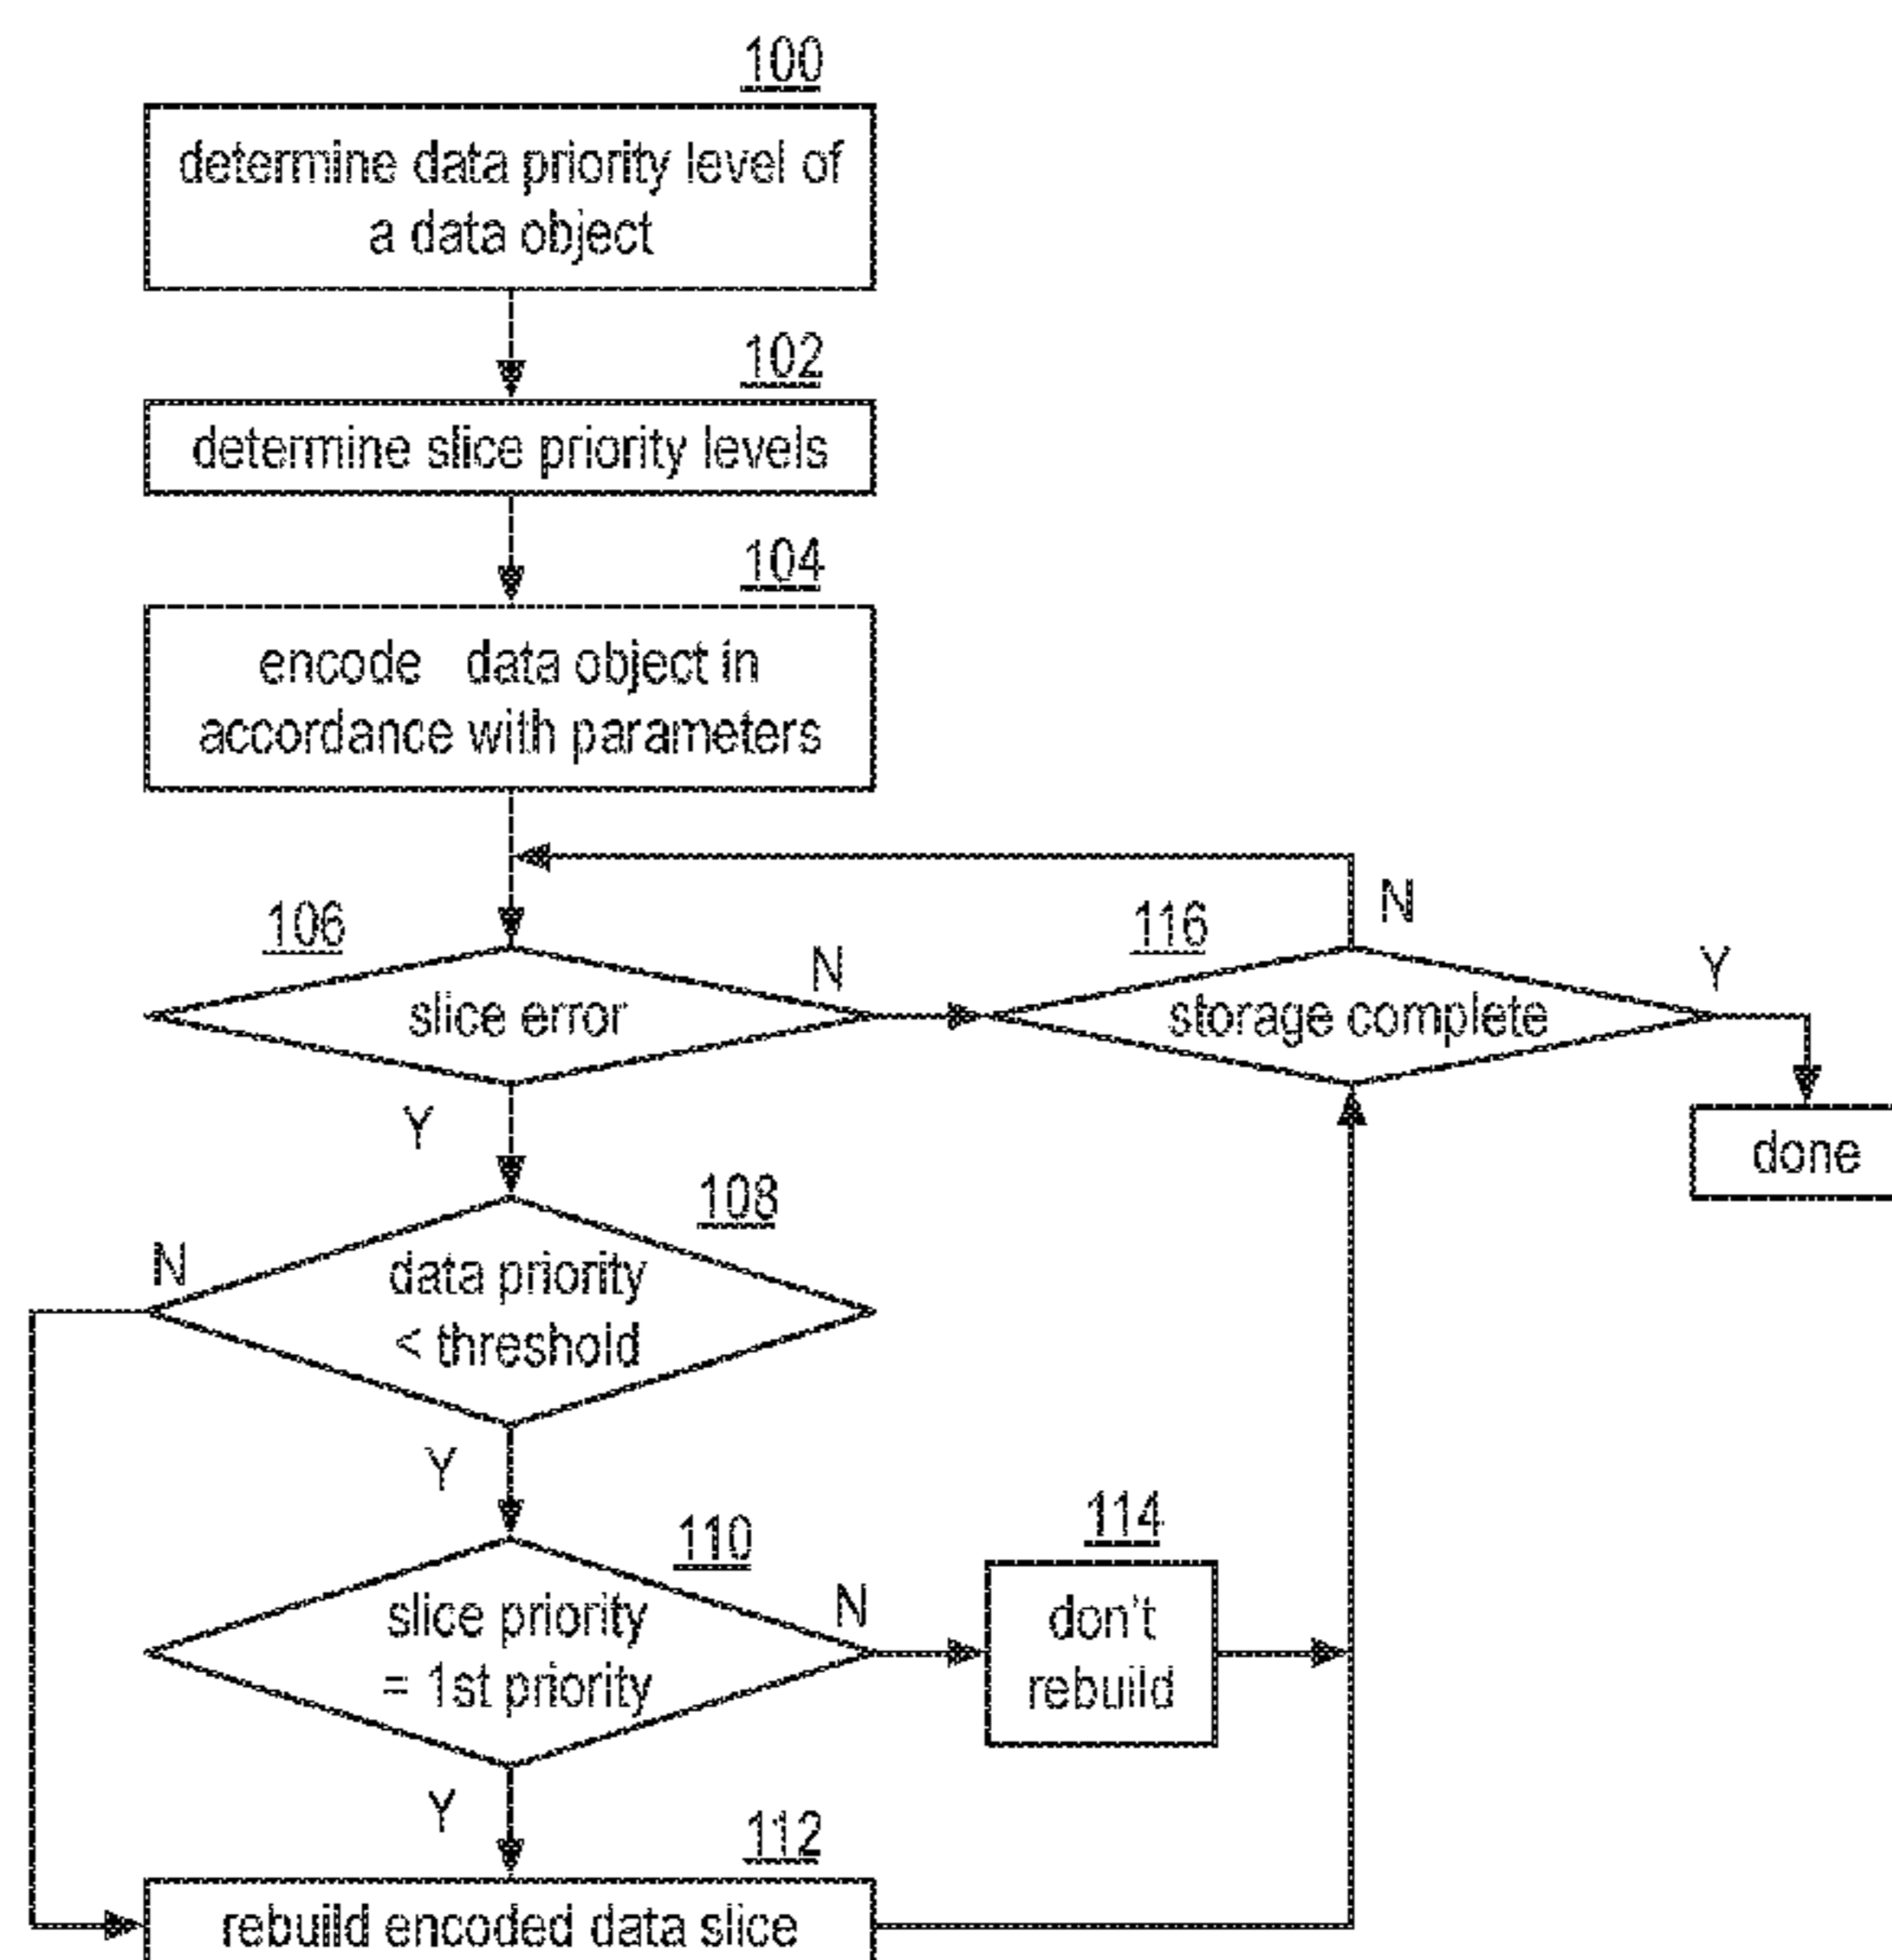 100
determine data priority level of
a data object
102
determine slice priority levels
104
encode data object in
accordance with parameters
106
slice error
N
Y
116
storage complete
N
Y
done
108
data priority
< threshold
N
Y
110
slice priority
= 1st priority
N
Y
114
don't
rebuild
112
rebuild encoded data slice